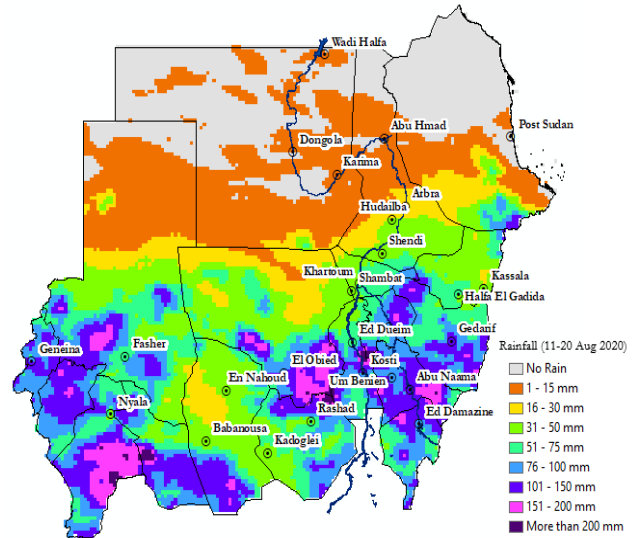 Wadi Halfa
Abu Hmad
Post Sudan
Dongola
Karima
Atbra
Hudailba
Shendi
Khartoum
Shambat
Kassala
Halfa El Gadida
Ed Dueim
Gedarif
Rainfall (11-20 Aug 2020)
Geneina
Fasher
El Obied
Kosti
No Rain
En Nahoud
Um Benien
Abu Naama
1 - 15 mm
Nyala
Rashad
Ed Damazine
16 - 30 mm
31 - 50 mm
Babanousa
Kadoglei
51 - 75 mm
76 - 100 mm
101 - 150 mm
151 - 200 mm
More than 200 mm